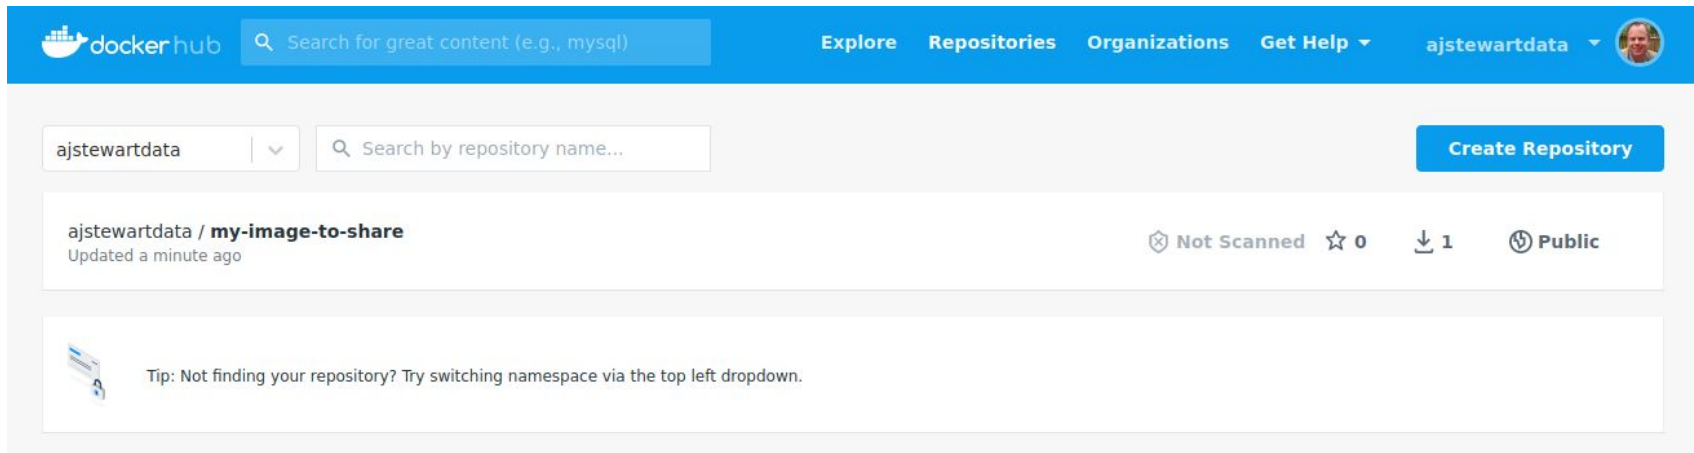 dockerhub Search for great content (e.g., mysql) Explore Repositories Organizations Get Help ajstewartdata
ajstewartdata Search by repository name... Create Repository
ajstewartdata / my-image-to-share Not Scanned 0 1 Public
Updated a minute ago
Tip: Not finding your repository? Try switching namespace via the top left dropdown.